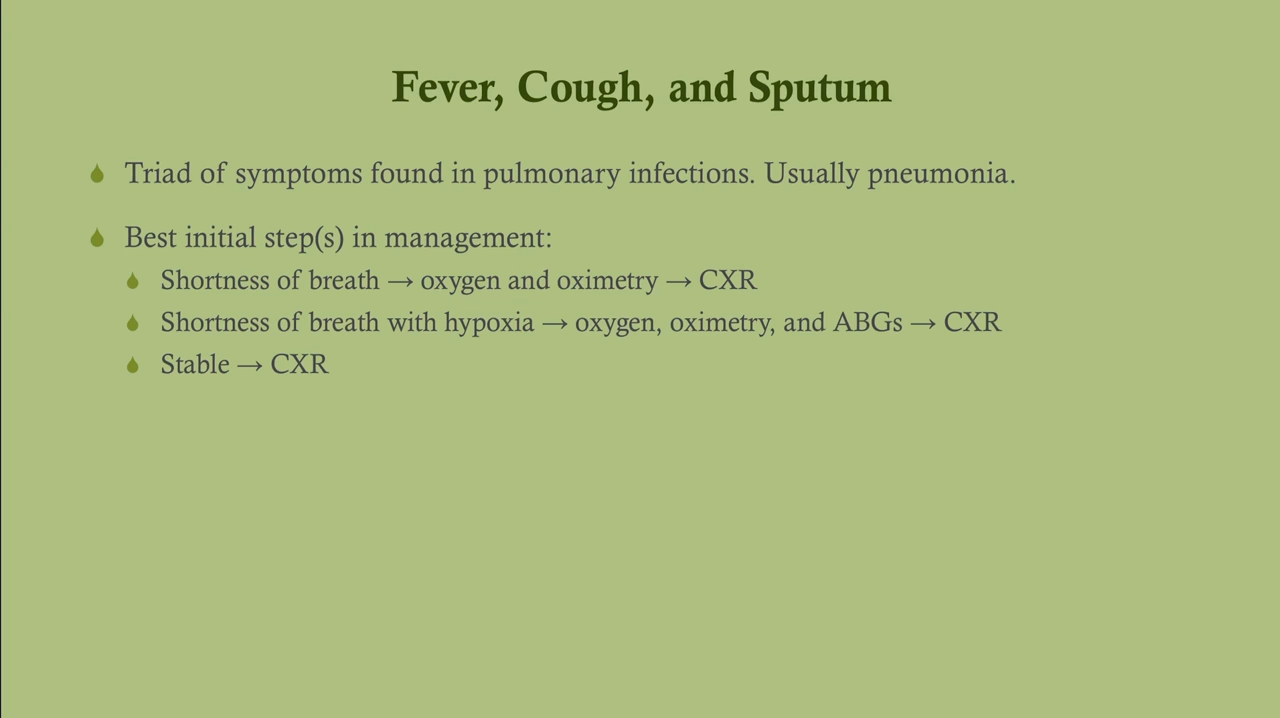 Fever, Cough, and Sputum
Triad of symptoms found in pulmonary infections. Usually pneumonia.
Best initial step(s) in management:
Shortness of breath → oxygen and oximetry → CXR
Shortness of breath with hypoxia → oxygen, oximetry, and ABGs → CXR
Stable → CXR